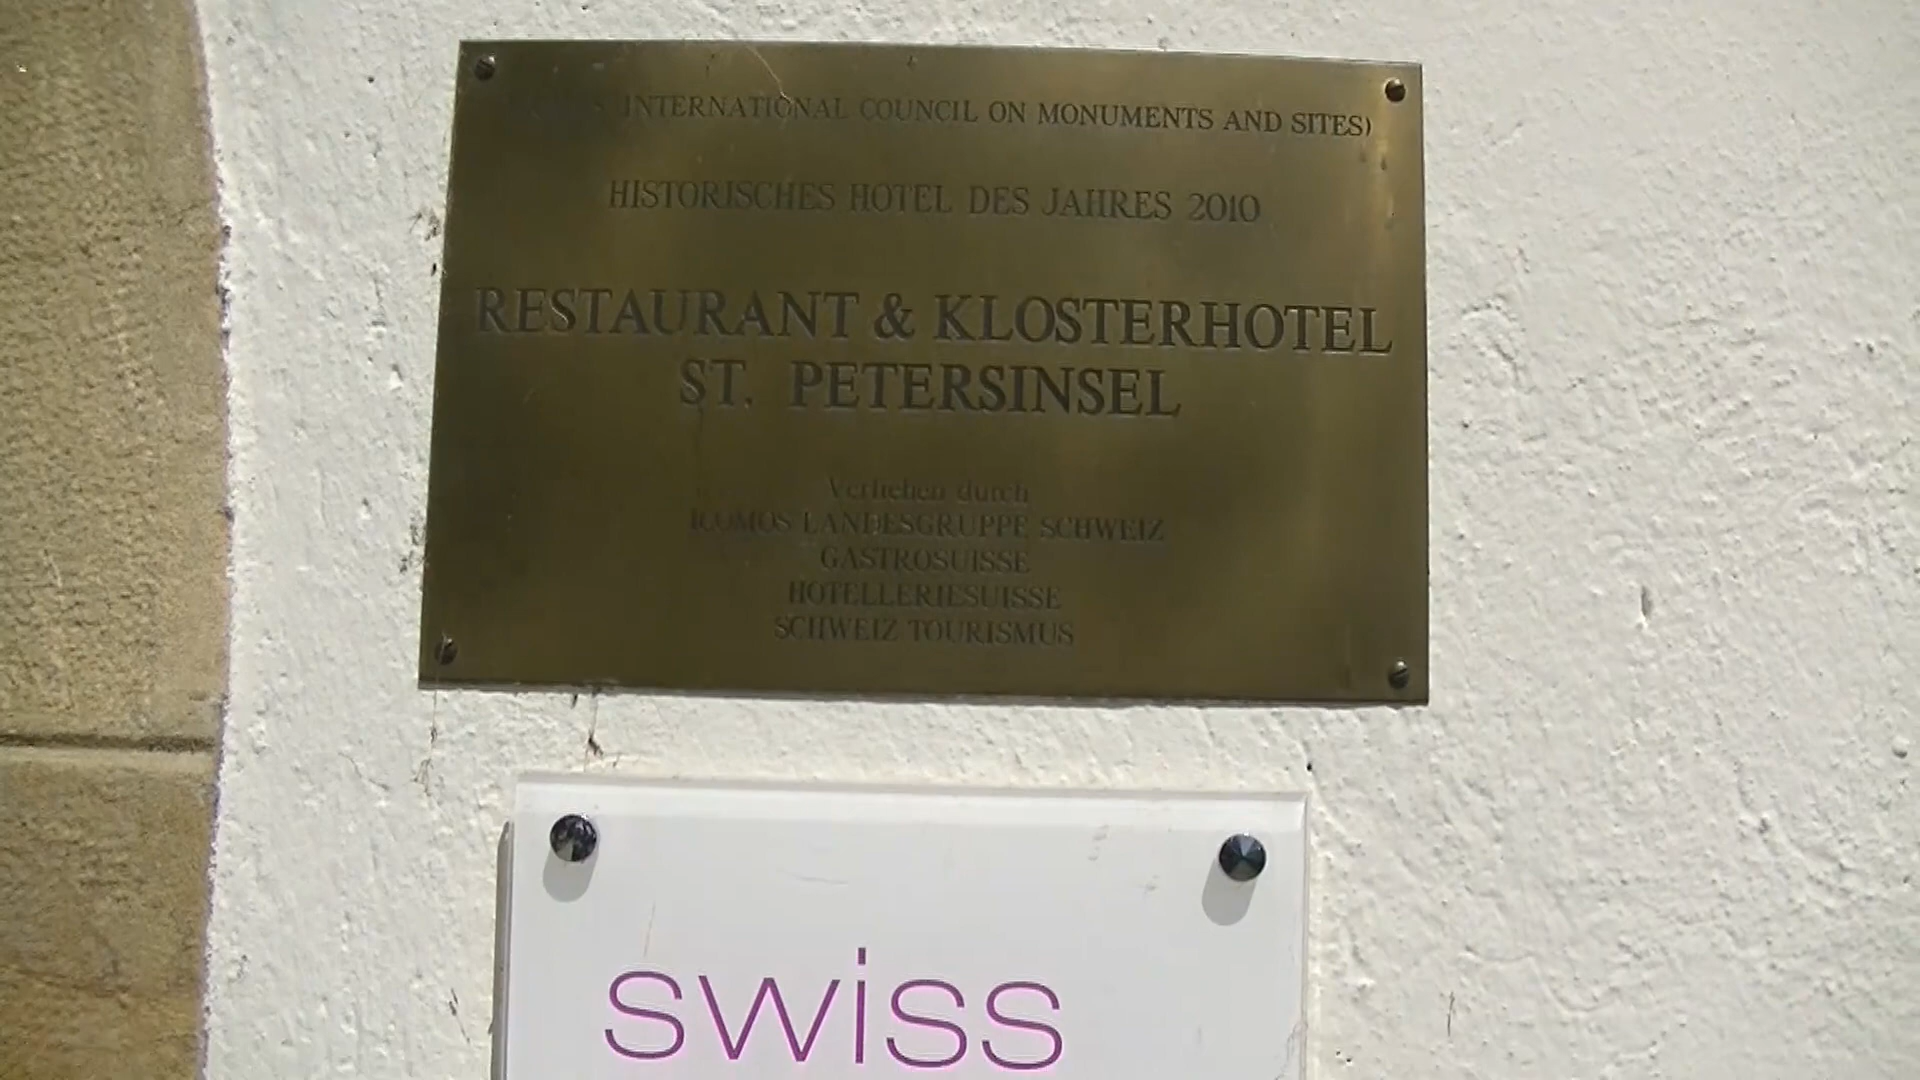 INTERNATIONAL COUNCIL ON MONUMENTS AND SITES)
HISTORISCHES HOTEL DES JAHRES 2010
RESTAURANT & KLOSTERHOTEL
ST. PETERSINSEL
Verliehen durch
ICOMOS LANDESGRUPPE SCHWEIZ
GASTROSUISSE
HOTELLERIESUISSE
SCHWEIZ TOURISMUS
swiss